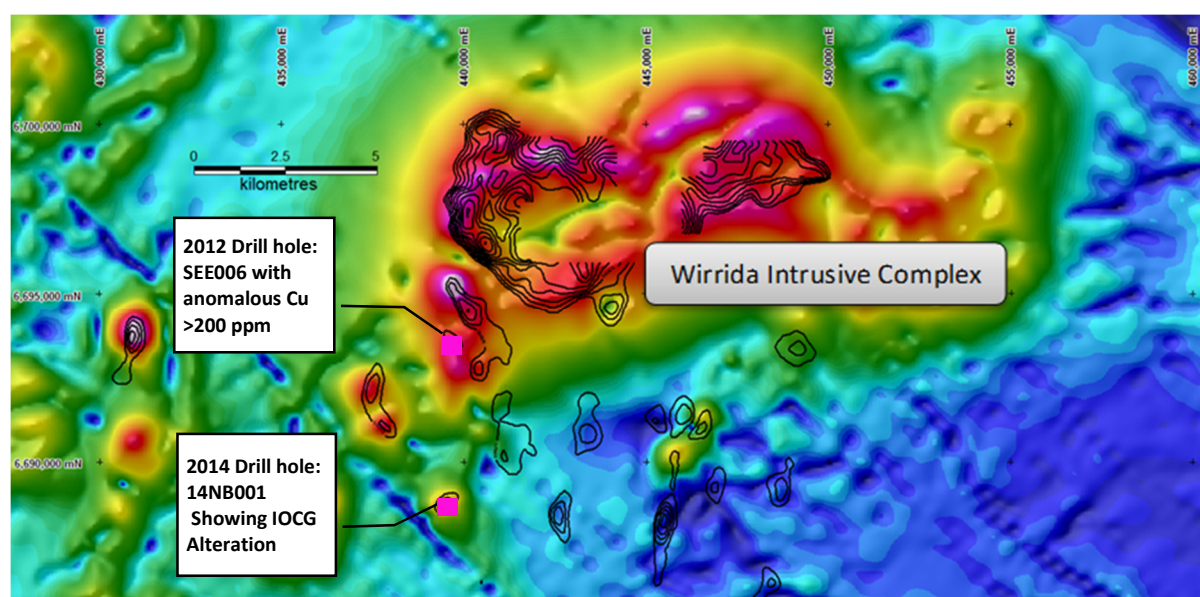 430,000 mE
435,000 mE
440,000 mE
445,000 mE
450,000 mE
455,000 mE
460,000 mE
6,700,000 mN
0 2.5 5
kilometres
2012 Drill hole:
SEE006 with
anomalous Cu
>200 ppm
Wirrida Intrusive Complex
6,695,000 mN
2014 Drill hole:
14NB001
Showing IOCG
Alteration
6,690,000 mN